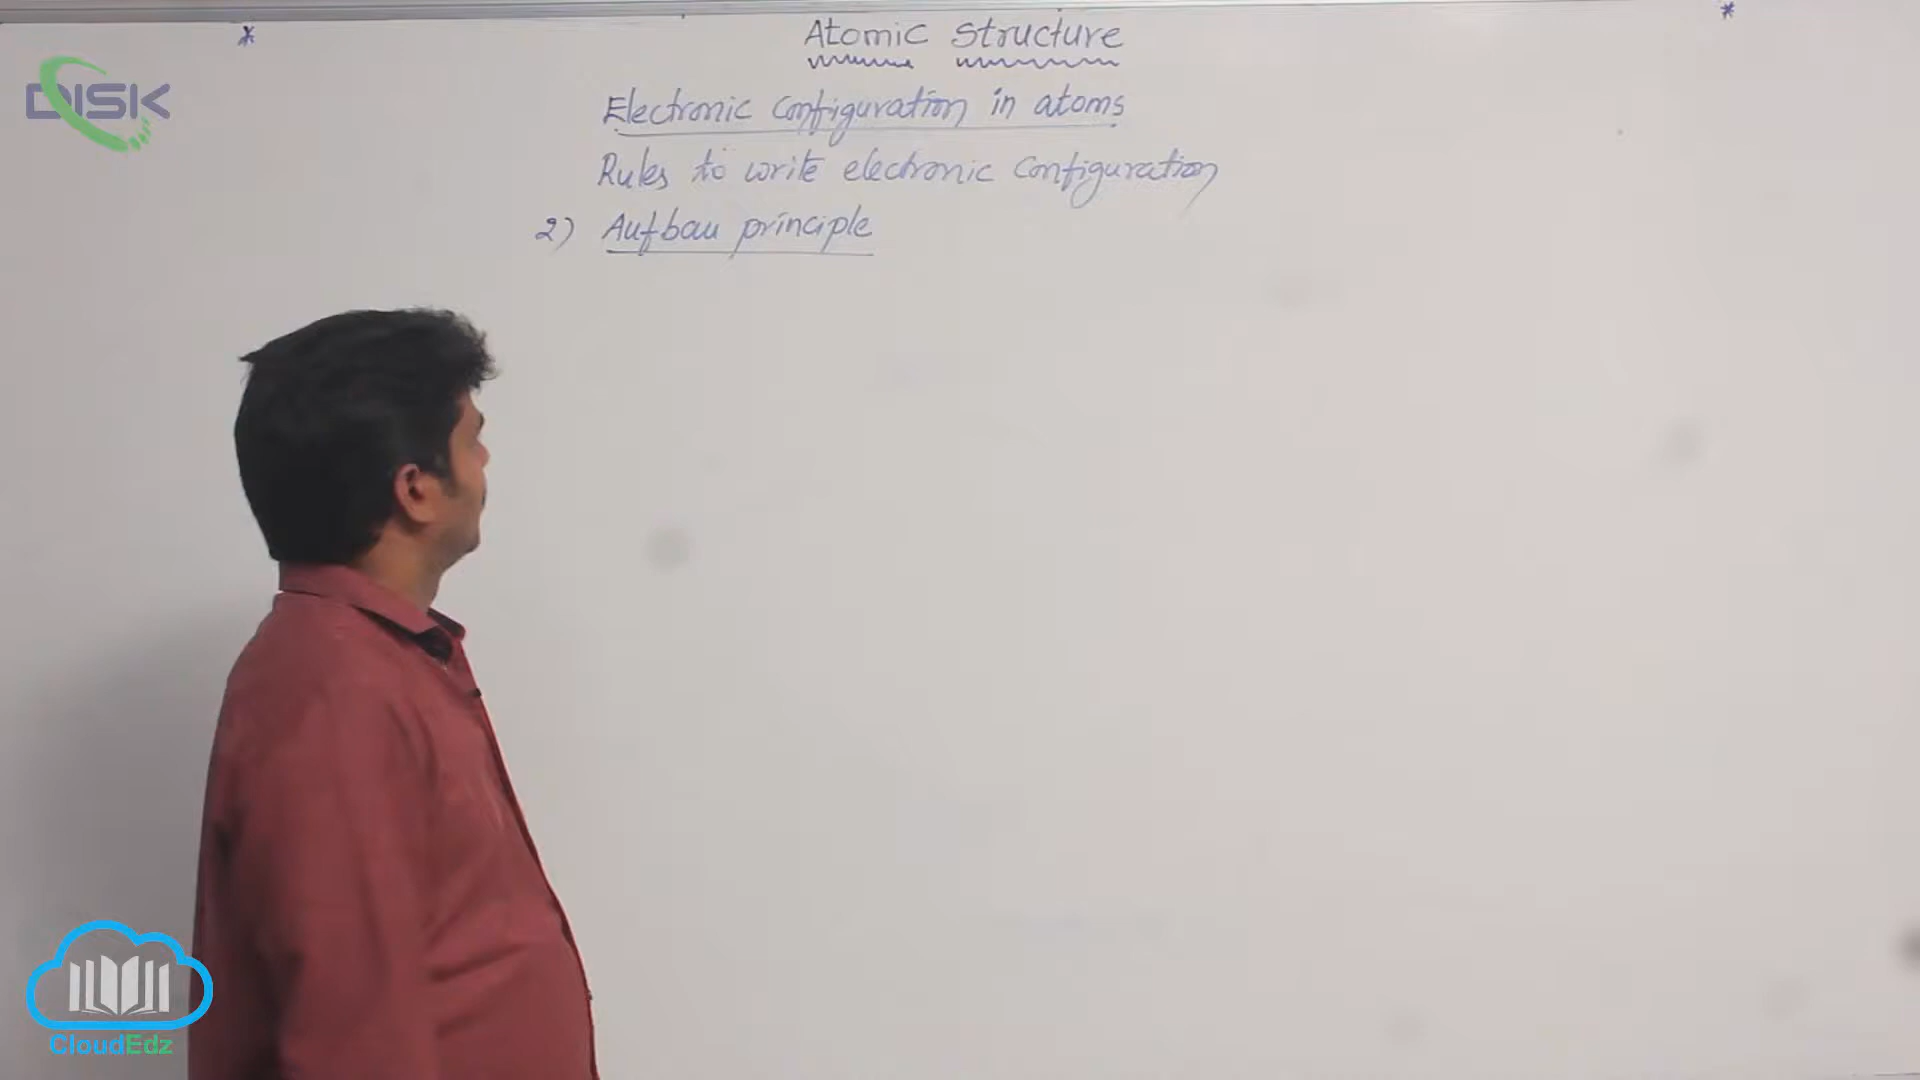 * Atomic Structure *
DISK
Electronic configuration in atoms
Rules to write electronic configuration
2) Aufbau principle
CloudEdz